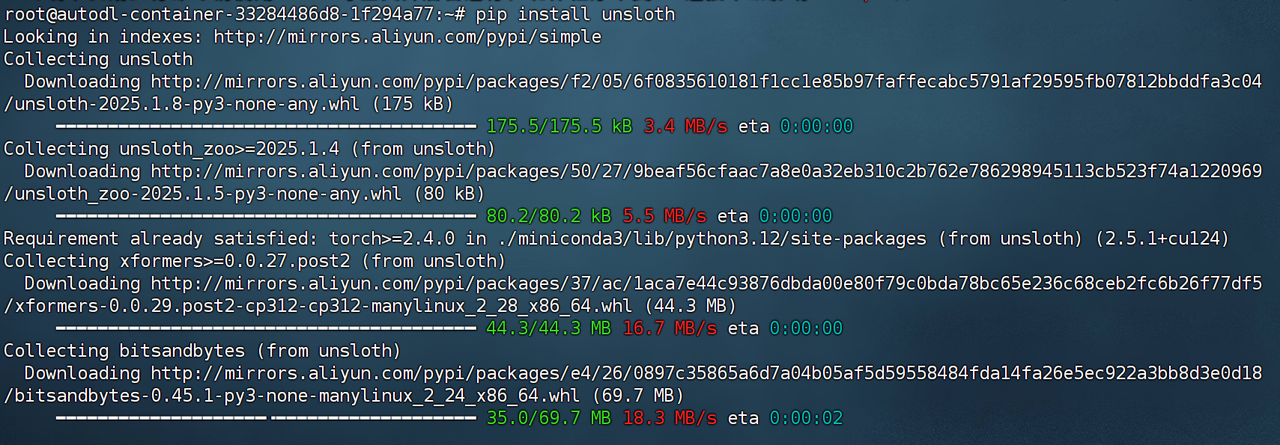 root@autodl-container-33284486d8-1f294a77:~# pip install unsloth
Looking in indexes: http://mirrors.aliyun.com/pypi/simple
Collecting unsloth
  Downloading http://mirrors.aliyun.com/pypi/packages/f2/05/6f0835610181f1cc1e85b97faffecabc5791af29595fb07812bbddfa3c04
/unsloth-2025.1.8-py3-none-any.whl (175 kB)
175.5/175.5 kB 3.4 MB/s eta 0:00:00
Collecting unsloth_zoo>=2025.1.4 (from unsloth)
  Downloading http://mirrors.aliyun.com/pypi/packages/50/27/9beaf56cfaac7a8e0a32eb310c2b762e786298945113cb523f74a1220969
/unsloth_zoo-2025.1.5-py3-none-any.whl (80 kB)
80.2/80.2 kB 5.5 MB/s eta 0:00:00
Requirement already satisfied: torch>=2.4.0 in ./miniconda3/lib/python3.12/site-packages (from unsloth) (2.5.1+cu124)
Collecting xformers>=0.0.27.post2 (from unsloth)
  Downloading http://mirrors.aliyun.com/pypi/packages/37/ac/1aca7e44c93876dbda00e80f79c0bda78bc65e236c68ceb2fc6b26f77df5
/xformers-0.0.29.post2-cp312-cp312-manylinux_2_28_x86_64.whl (44.3 MB)
44.3/44.3 MB 16.7 MB/s eta 0:00:00
Collecting bitsandbytes (from unsloth)
  Downloading http://mirrors.aliyun.com/pypi/packages/e4/26/0897c35865a6d7a04b05af5d59558484fda14fa26e5ec922a3bb8d3e0d18
/bitsandbytes-0.45.1-py3-none-manylinux_2_24_x86_64.whl (69.7 MB)
35.0/69.7 MB 18.3 MB/s eta 0:00:02